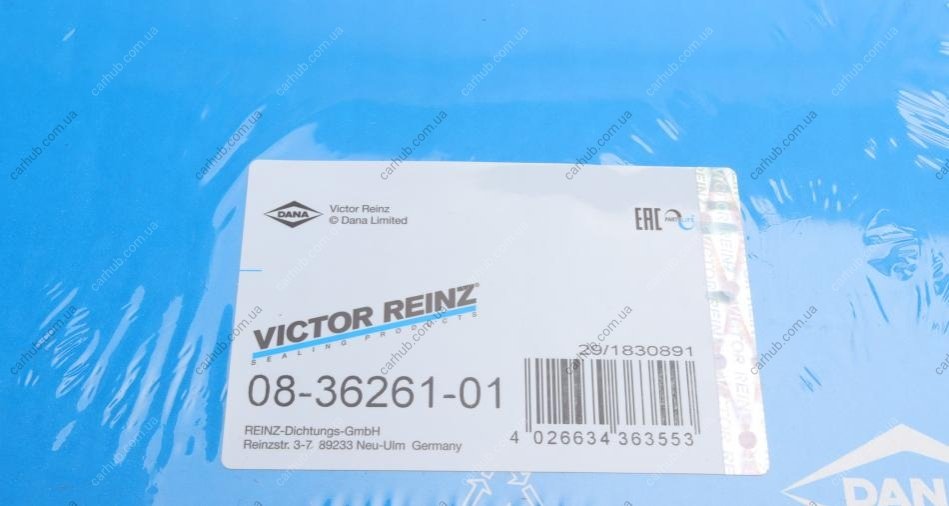 DANA
Victor Reinz
© Dana Limited
EAC
VICTOR REINZ®
SEALING PRODUCTS
29/1830891
08-36261-01
4 026634 363553
REINZ-Dichtungs-GmbH
Reinzstr. 3-7 89233 Neu-Ulm Germany
DANA
carhub.com.ua